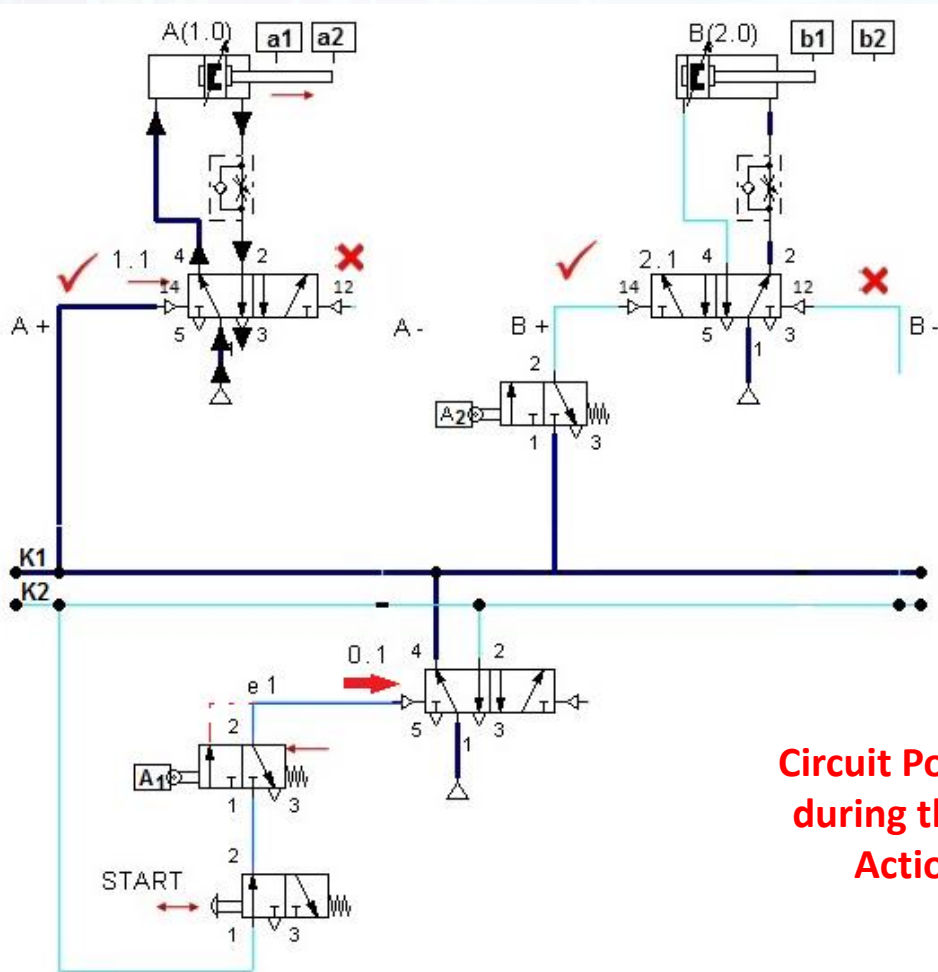 A(1.0) a1 a2 B(2.0) b1 b2
4 2 4 2
1.1 2.1
14 12 14 12
A + A - B + B -
5 1 3 5 1 3
2
A2
1 3
K1
K2
0.1 4 2
e 1
5 1 3
2
A1
1 3
2
START
1 3
Circuit Po
during th
Actio